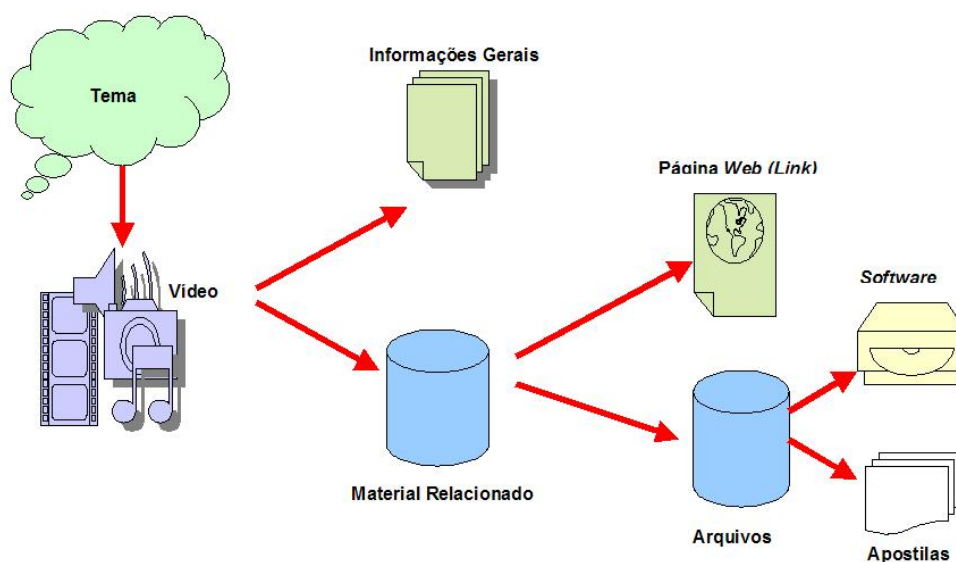 Informações Gerais
Tema
Página Web (Link)
Vídeo
Software
Material Relacionado
Arquivos
Apostilas